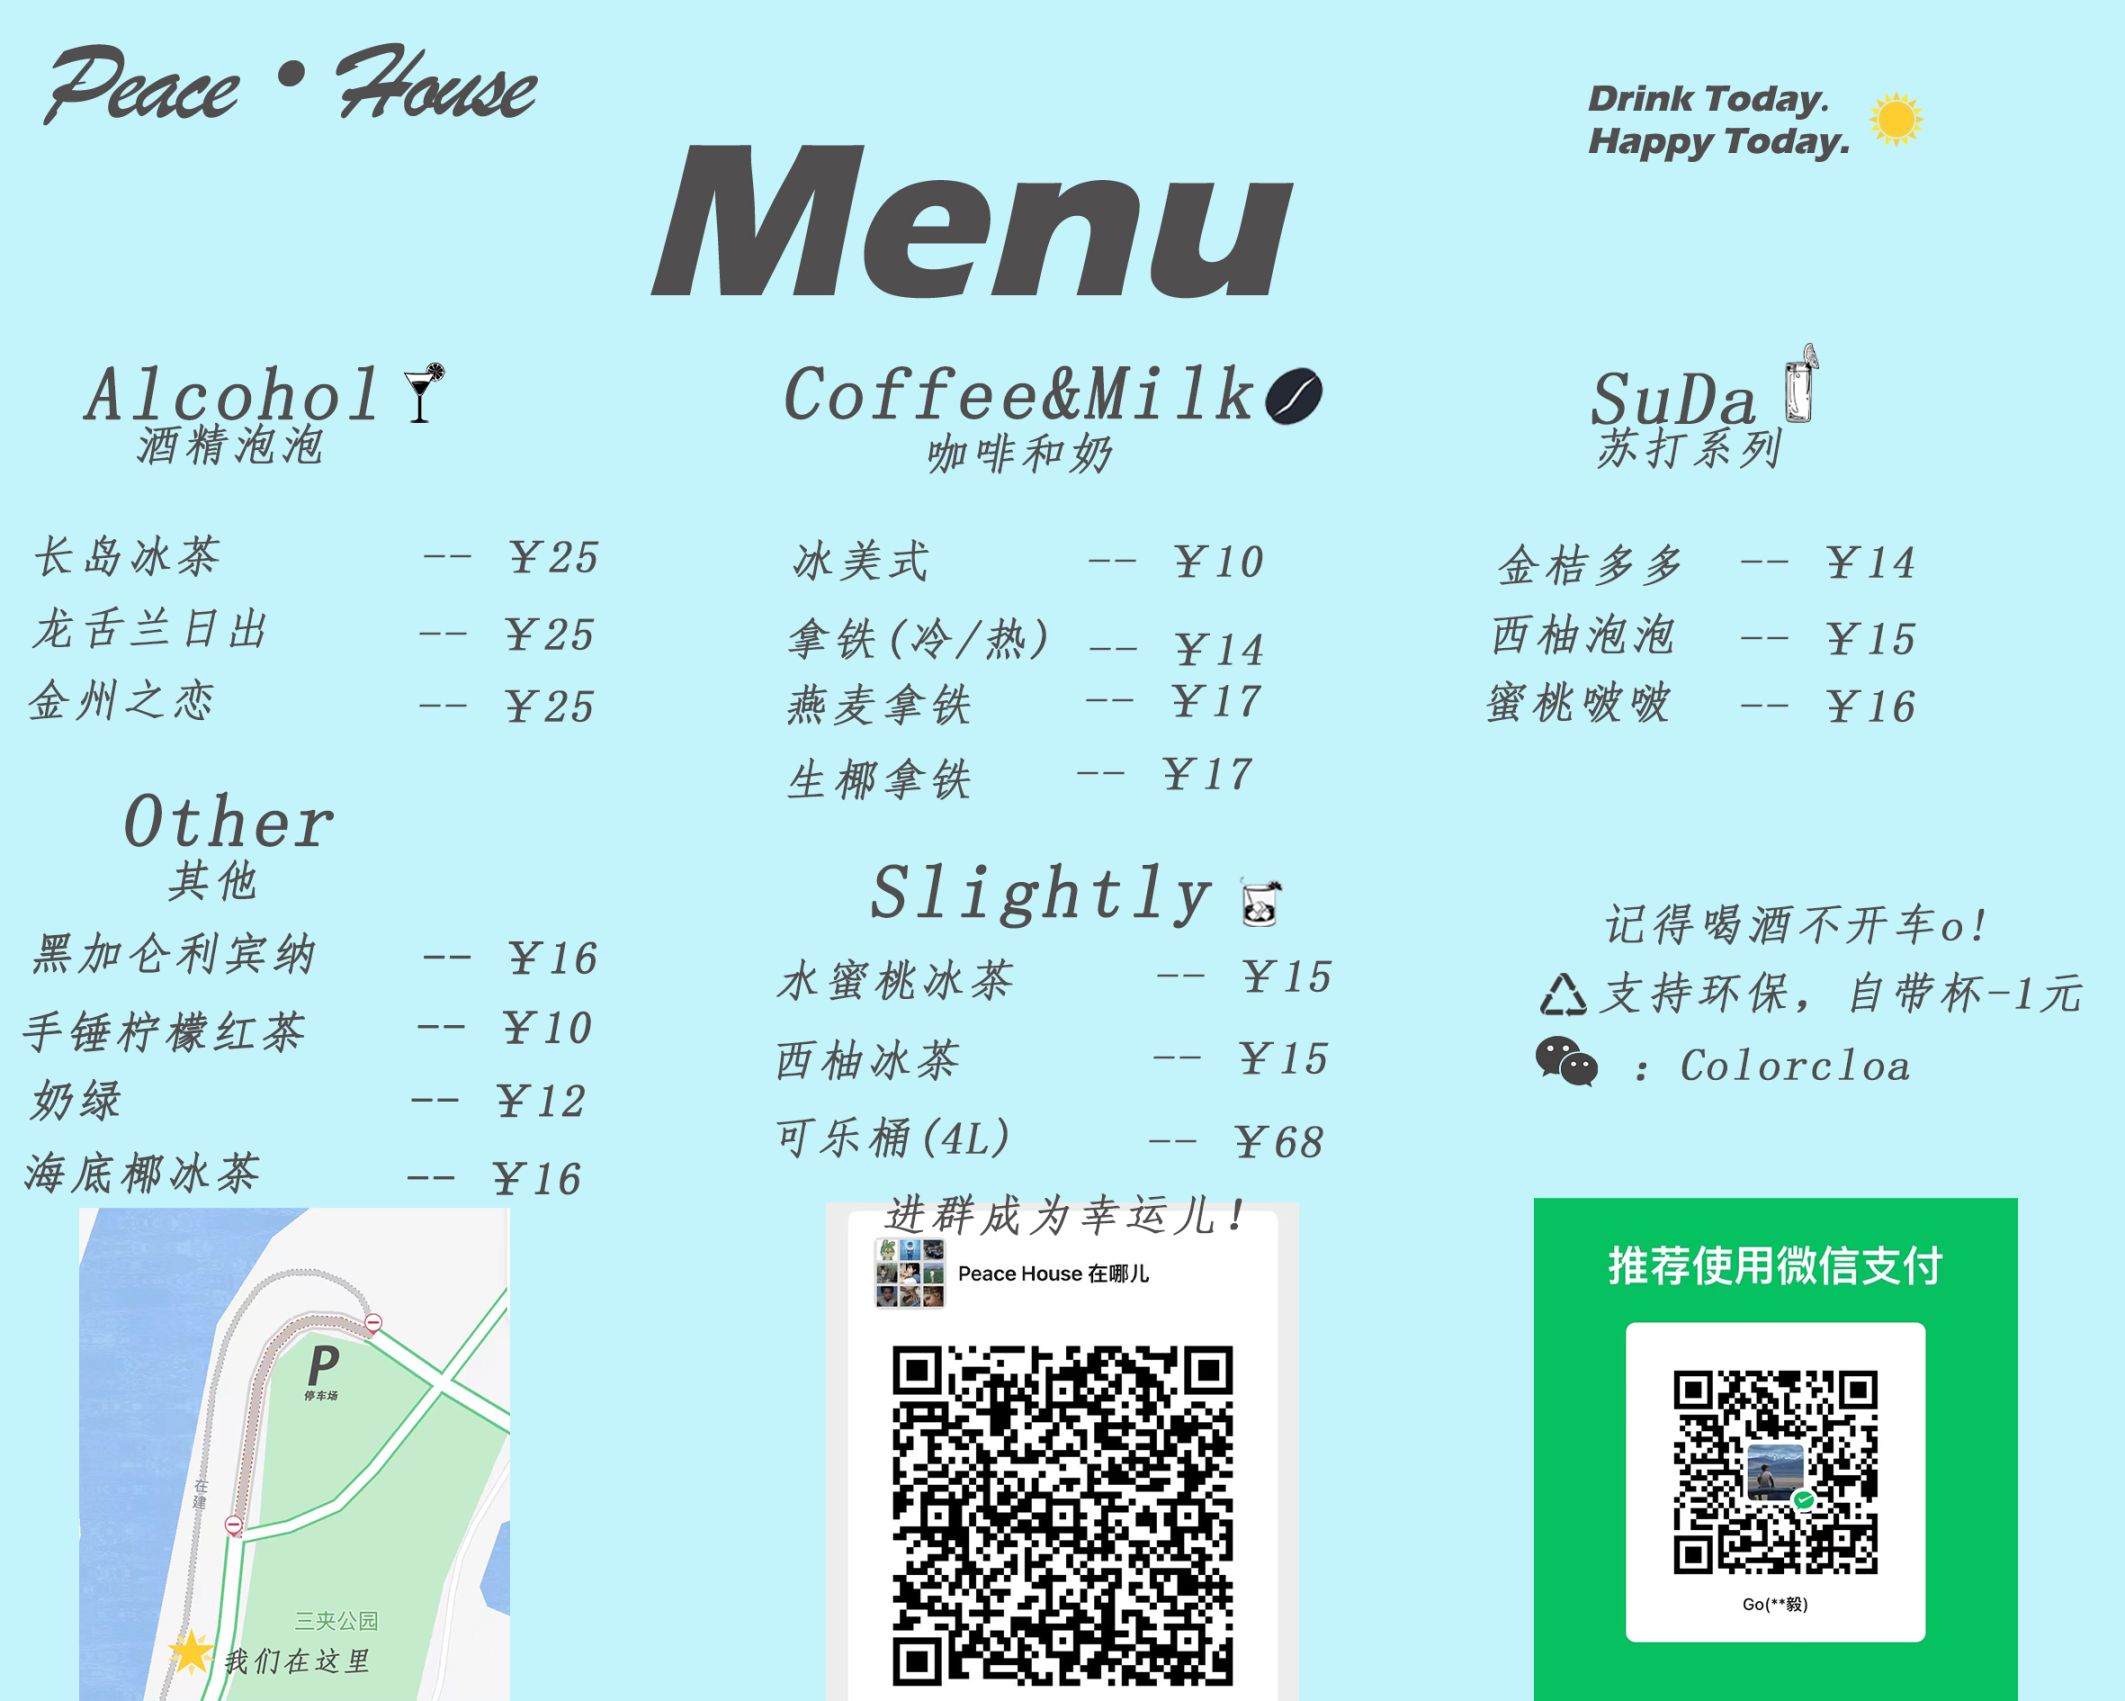 Peace•House
Drink Today.
Happy Today.
Menu
Alcohol
酒精泡泡
长岛冰茶 -- ¥25
龙舌兰日出 -- ¥25
金州之恋 -- ¥25
Other
其他
黑加仑利宾纳 -- ¥16
手锤柠檬红茶 -- ¥10
奶绿 -- ¥12
海底椰冰茶 -- ¥16
Coffee&Milk
咖啡和奶
冰美式 -- ¥10
拿铁(冷/热) -- ¥14
燕麦拿铁 -- ¥17
生椰拿铁 -- ¥17
Slightly
水蜜桃冰茶 -- ¥15
西柚冰茶 -- ¥15
可乐桶(4L) -- ¥68
SuDa
苏打系列
金桔多多 -- ¥14
西柚泡泡 -- ¥15
蜜桃啵啵 -- ¥16
记得喝酒不开车o!
支持环保，自带杯-1元
：Colorcloa
P
停车场
在建
三夹公园
我们在这里
进群成为幸运儿!
Peace House 在哪儿
推荐使用微信支付
Go(**毅)